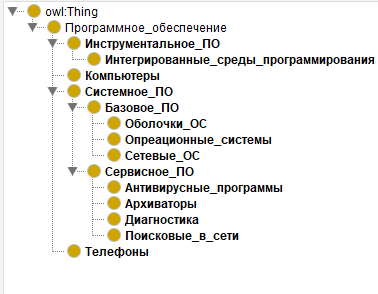 owl:Thing
Программное_обеспечение
Инструментальное_ПО
Интегрированные_среды_программирования
Компьютеры
Системное_ПО
Базовое_ПО
Оболочки_ОС
Опреационные_системы
Сетевые_ОС
Сервисное_ПО
Антивирусные_программы
Архиваторы
Диагностика
Поисковые_в_сети
Телефоны